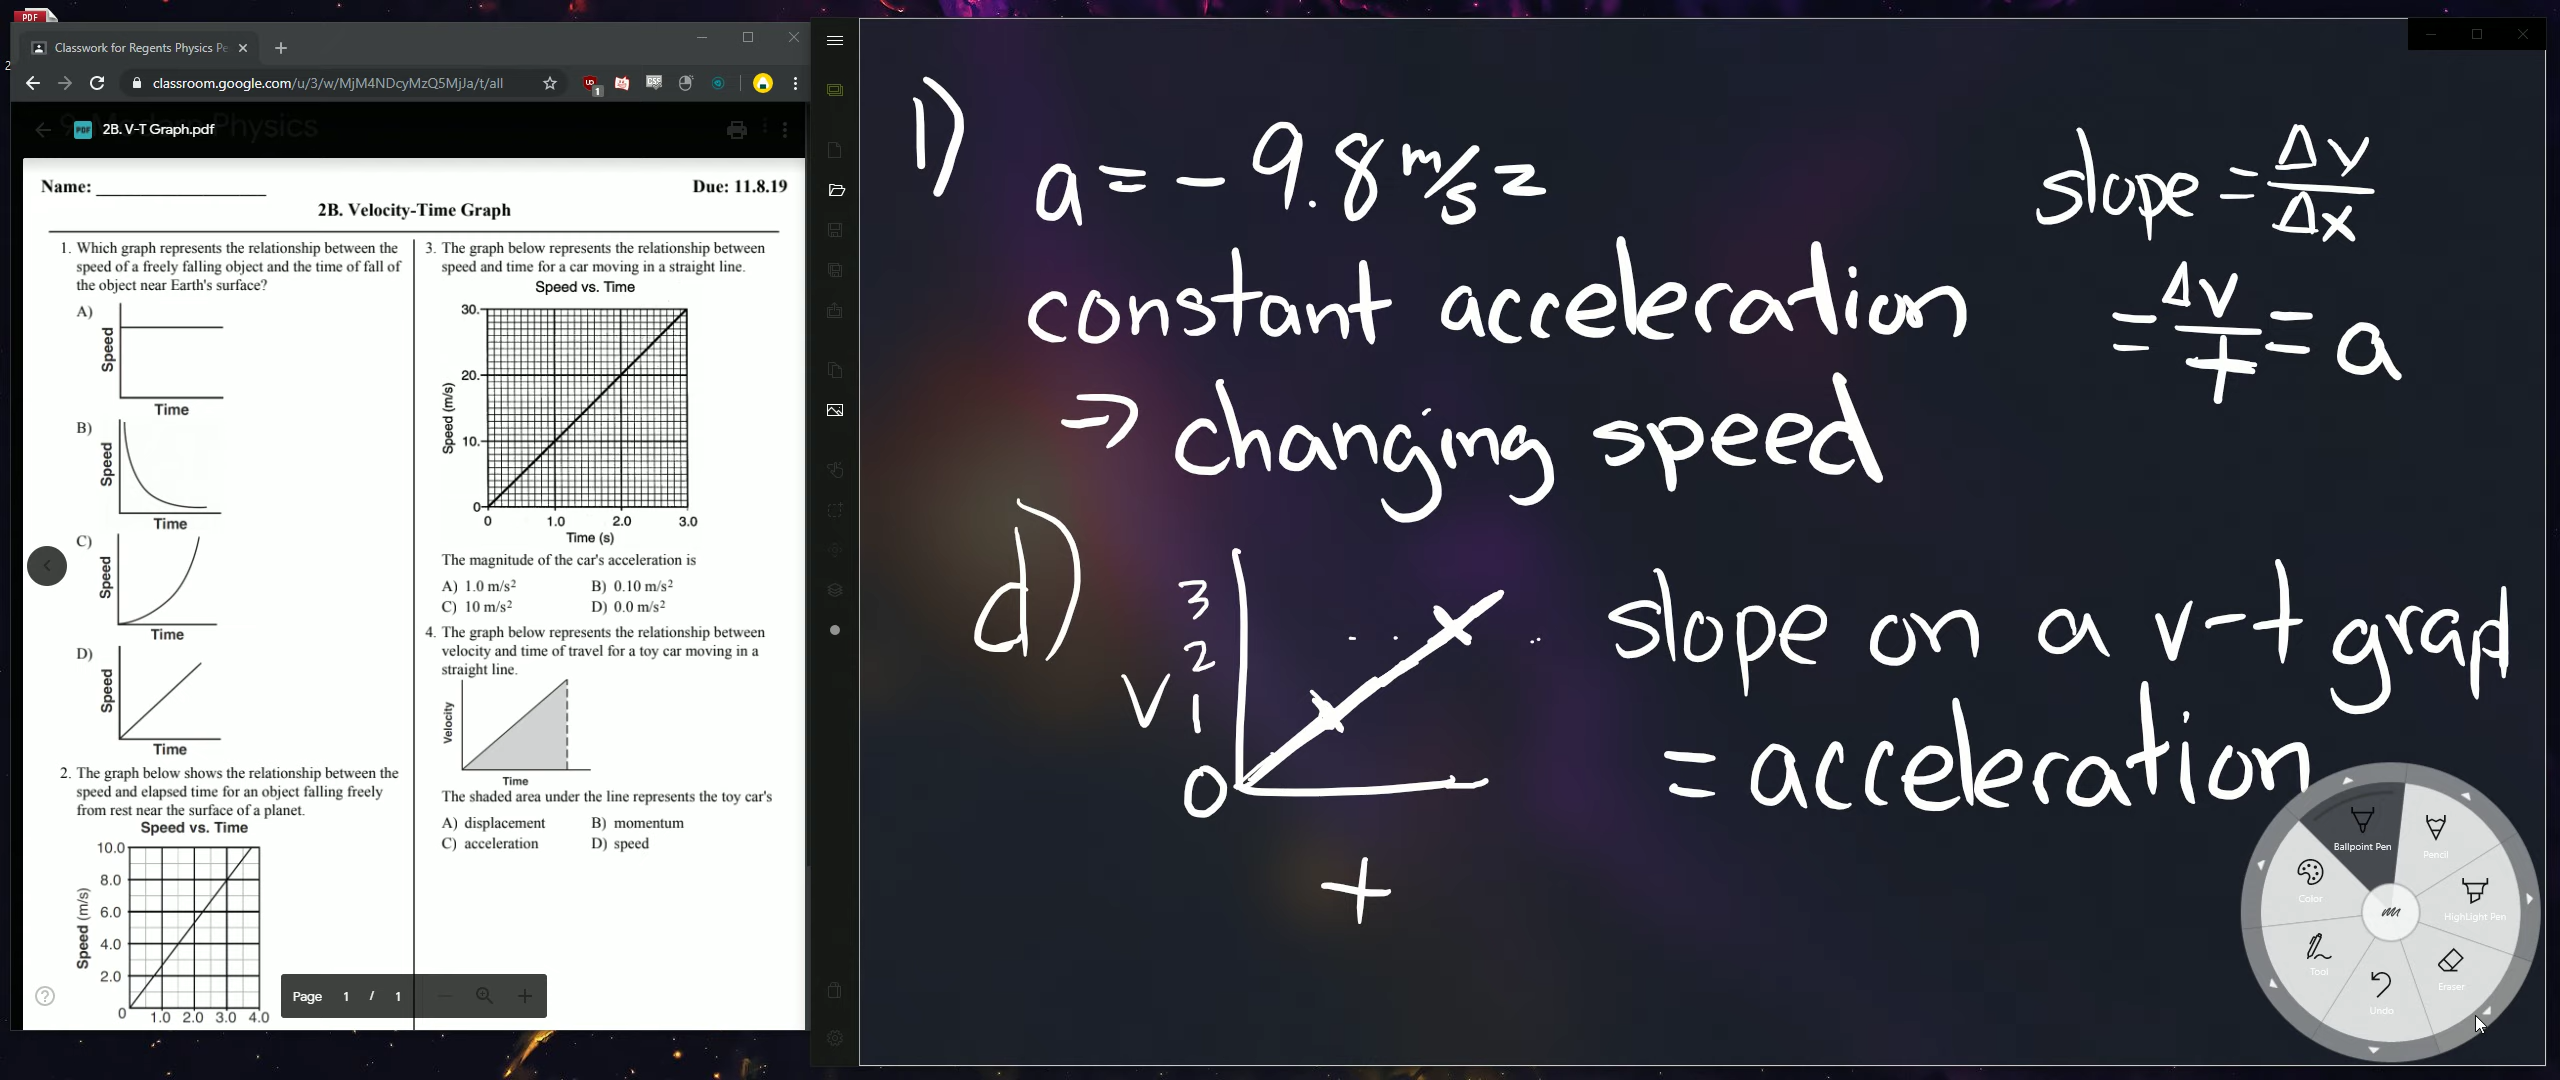 PDF
Classwork for Regents Physics Pe
classroom.google.com/u/3/w/MjM4NDcyMzQ5MjJa/t/all
1
PDF 2B. V-T Graph.pdf
Name: ________________
Due: 11.8.19
2B. Velocity-Time Graph
1. Which graph represents the relationship between the
speed of a freely falling object and the time of fall of
the object near Earth's surface?
A)
Speed
Time
B)
Speed
Time
C)
Speed
Time
D)
Speed
Time
2. The graph below shows the relationship between the
speed and elapsed time for an object falling freely
from rest near the surface of a planet.
Speed vs. Time
Speed (m/s)
10.0
8.0
6.0
4.0
2.0
0
1.0 2.0 3.0 4.0
3. The graph below represents the relationship between
speed and time for a car moving in a straight line.
Speed vs. Time
Speed (m/s)
30.
20.
10.
0
0 1.0 2.0 3.0
Time (s)
The magnitude of the car's acceleration is
A) 1.0 m/s²
B) 0.10 m/s²
C) 10 m/s²
D) 0.0 m/s²
4. The graph below represents the relationship between
velocity and time of travel for a toy car moving in a
straight line.
Velocity
Time
The shaded area under the line represents the toy car's
A) displacement
B) momentum
C) acceleration
D) speed
Page 1 / 1
1)
a = - 9.8 m/s2
constant acceleration
⇒ changing speed
slope = Δy/Δx
= Δv/t = a
d)
3
2
V 1
0
t
slope on a v-t graph
= acceleration
Ballpoint Pen
Pencil
HighLight Pen
Eraser
Undo
Tool
Color